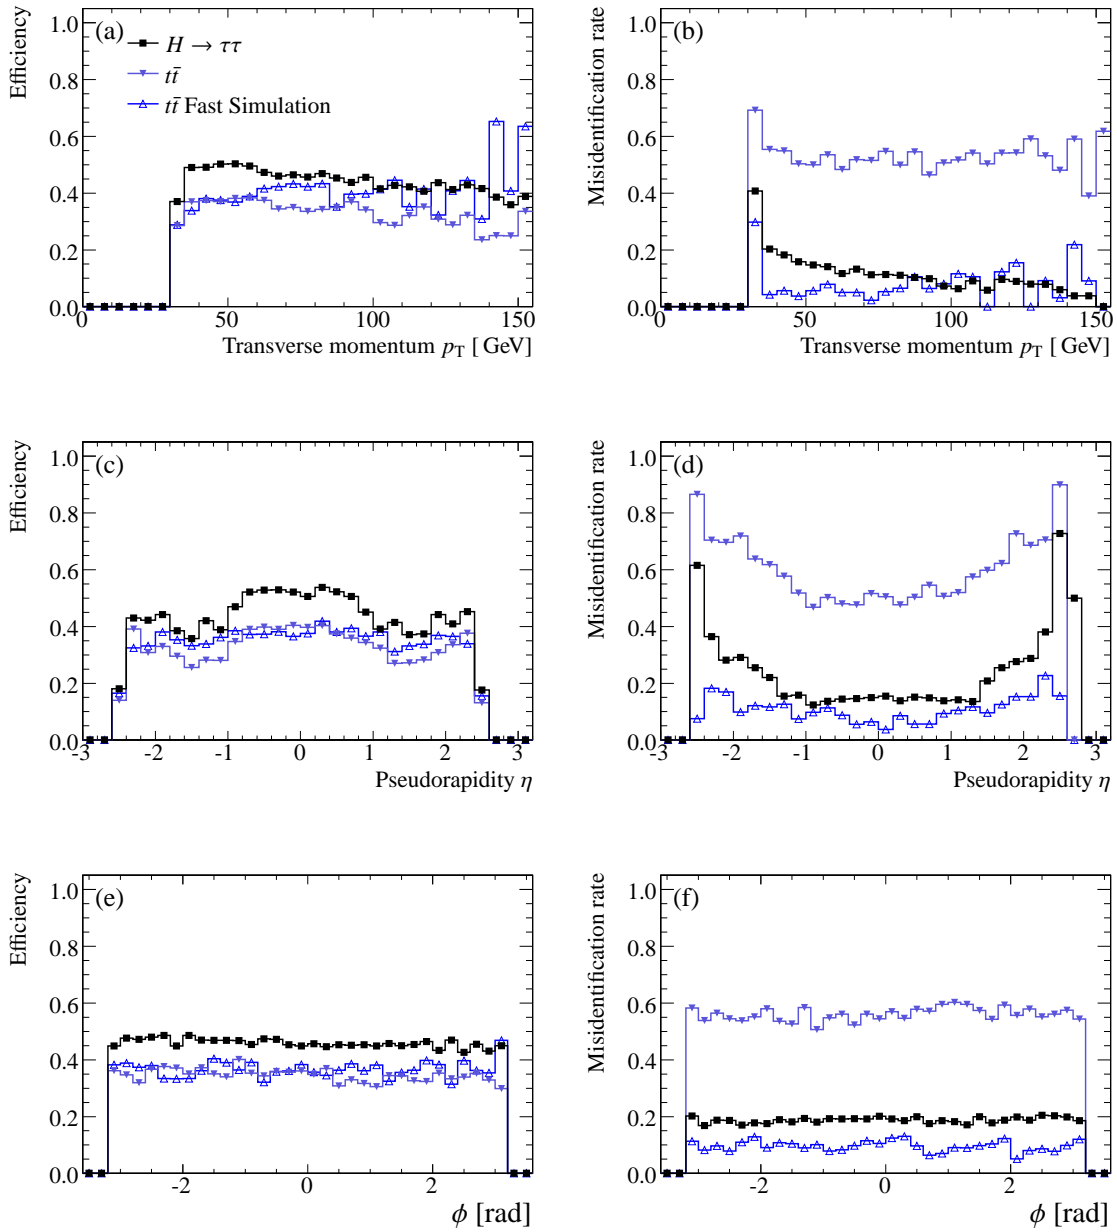 Efficiency
1.0
0.8
0.6
0.4
0.2
0.0
(a)
H → ττ
tt̄
tt̄ Fast Simulation
0 50 100 150
Transverse momentum p_T [ GeV]
Misidentification rate
1.0
0.8
0.6
0.4
0.2
0.0
(b)
0 50 100 150
Transverse momentum p_T [ GeV]
Efficiency
1.0
0.8
0.6
0.4
0.2
0.0
(c)
-3 -2 -1 0 1 2 3
Pseudorapidity η
Misidentification rate
1.0
0.8
0.6
0.4
0.2
0.0
(d)
-3 -2 -1 0 1 2 3
Pseudorapidity η
Efficiency
1.0
0.8
0.6
0.4
0.2
0.0
(e)
-2 0 2
ϕ [rad]
Misidentification rate
1.0
0.8
0.6
0.4
0.2
0.0
(f)
-2 0 2
ϕ [rad]